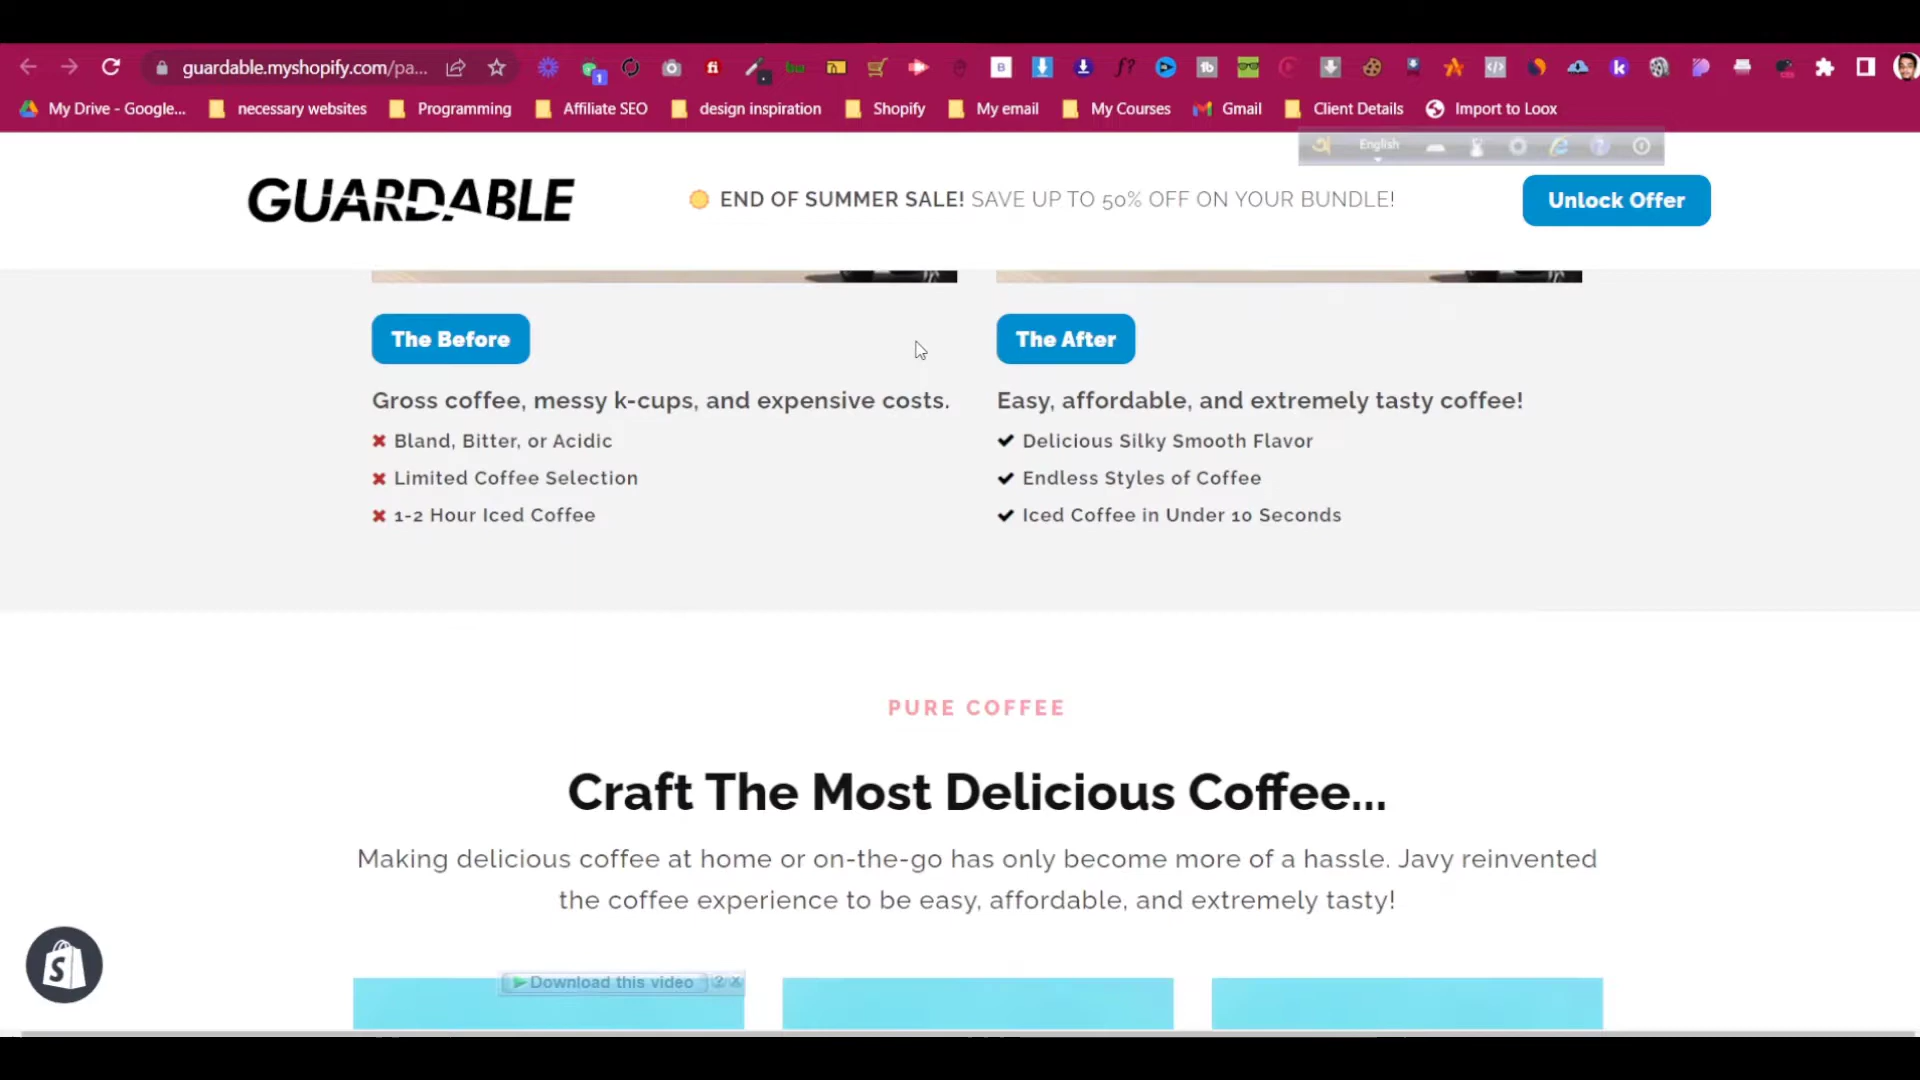 guardable.myshopify.com/pa...
My Drive - Google... necessary websites Programming Affiliate SEO design inspiration Shopify My email My Courses Gmail Client Details Import to Loox
English
GUARDABLE
END OF SUMMER SALE! SAVE UP TO 50% OFF ON YOUR BUNDLE!
Unlock Offer
The Before
Gross coffee, messy k-cups, and expensive costs.
Bland, Bitter, or Acidic
Limited Coffee Selection
1-2 Hour Iced Coffee
The After
Easy, affordable, and extremely tasty coffee!
Delicious Silky Smooth Flavor
Endless Styles of Coffee
Iced Coffee in Under 10 Seconds
PURE COFFEE
Craft The Most Delicious Coffee...
Making delicious coffee at home or on-the-go has only become more of a hassle. Javy reinvented
the coffee experience to be easy, affordable, and extremely tasty!
Download this video